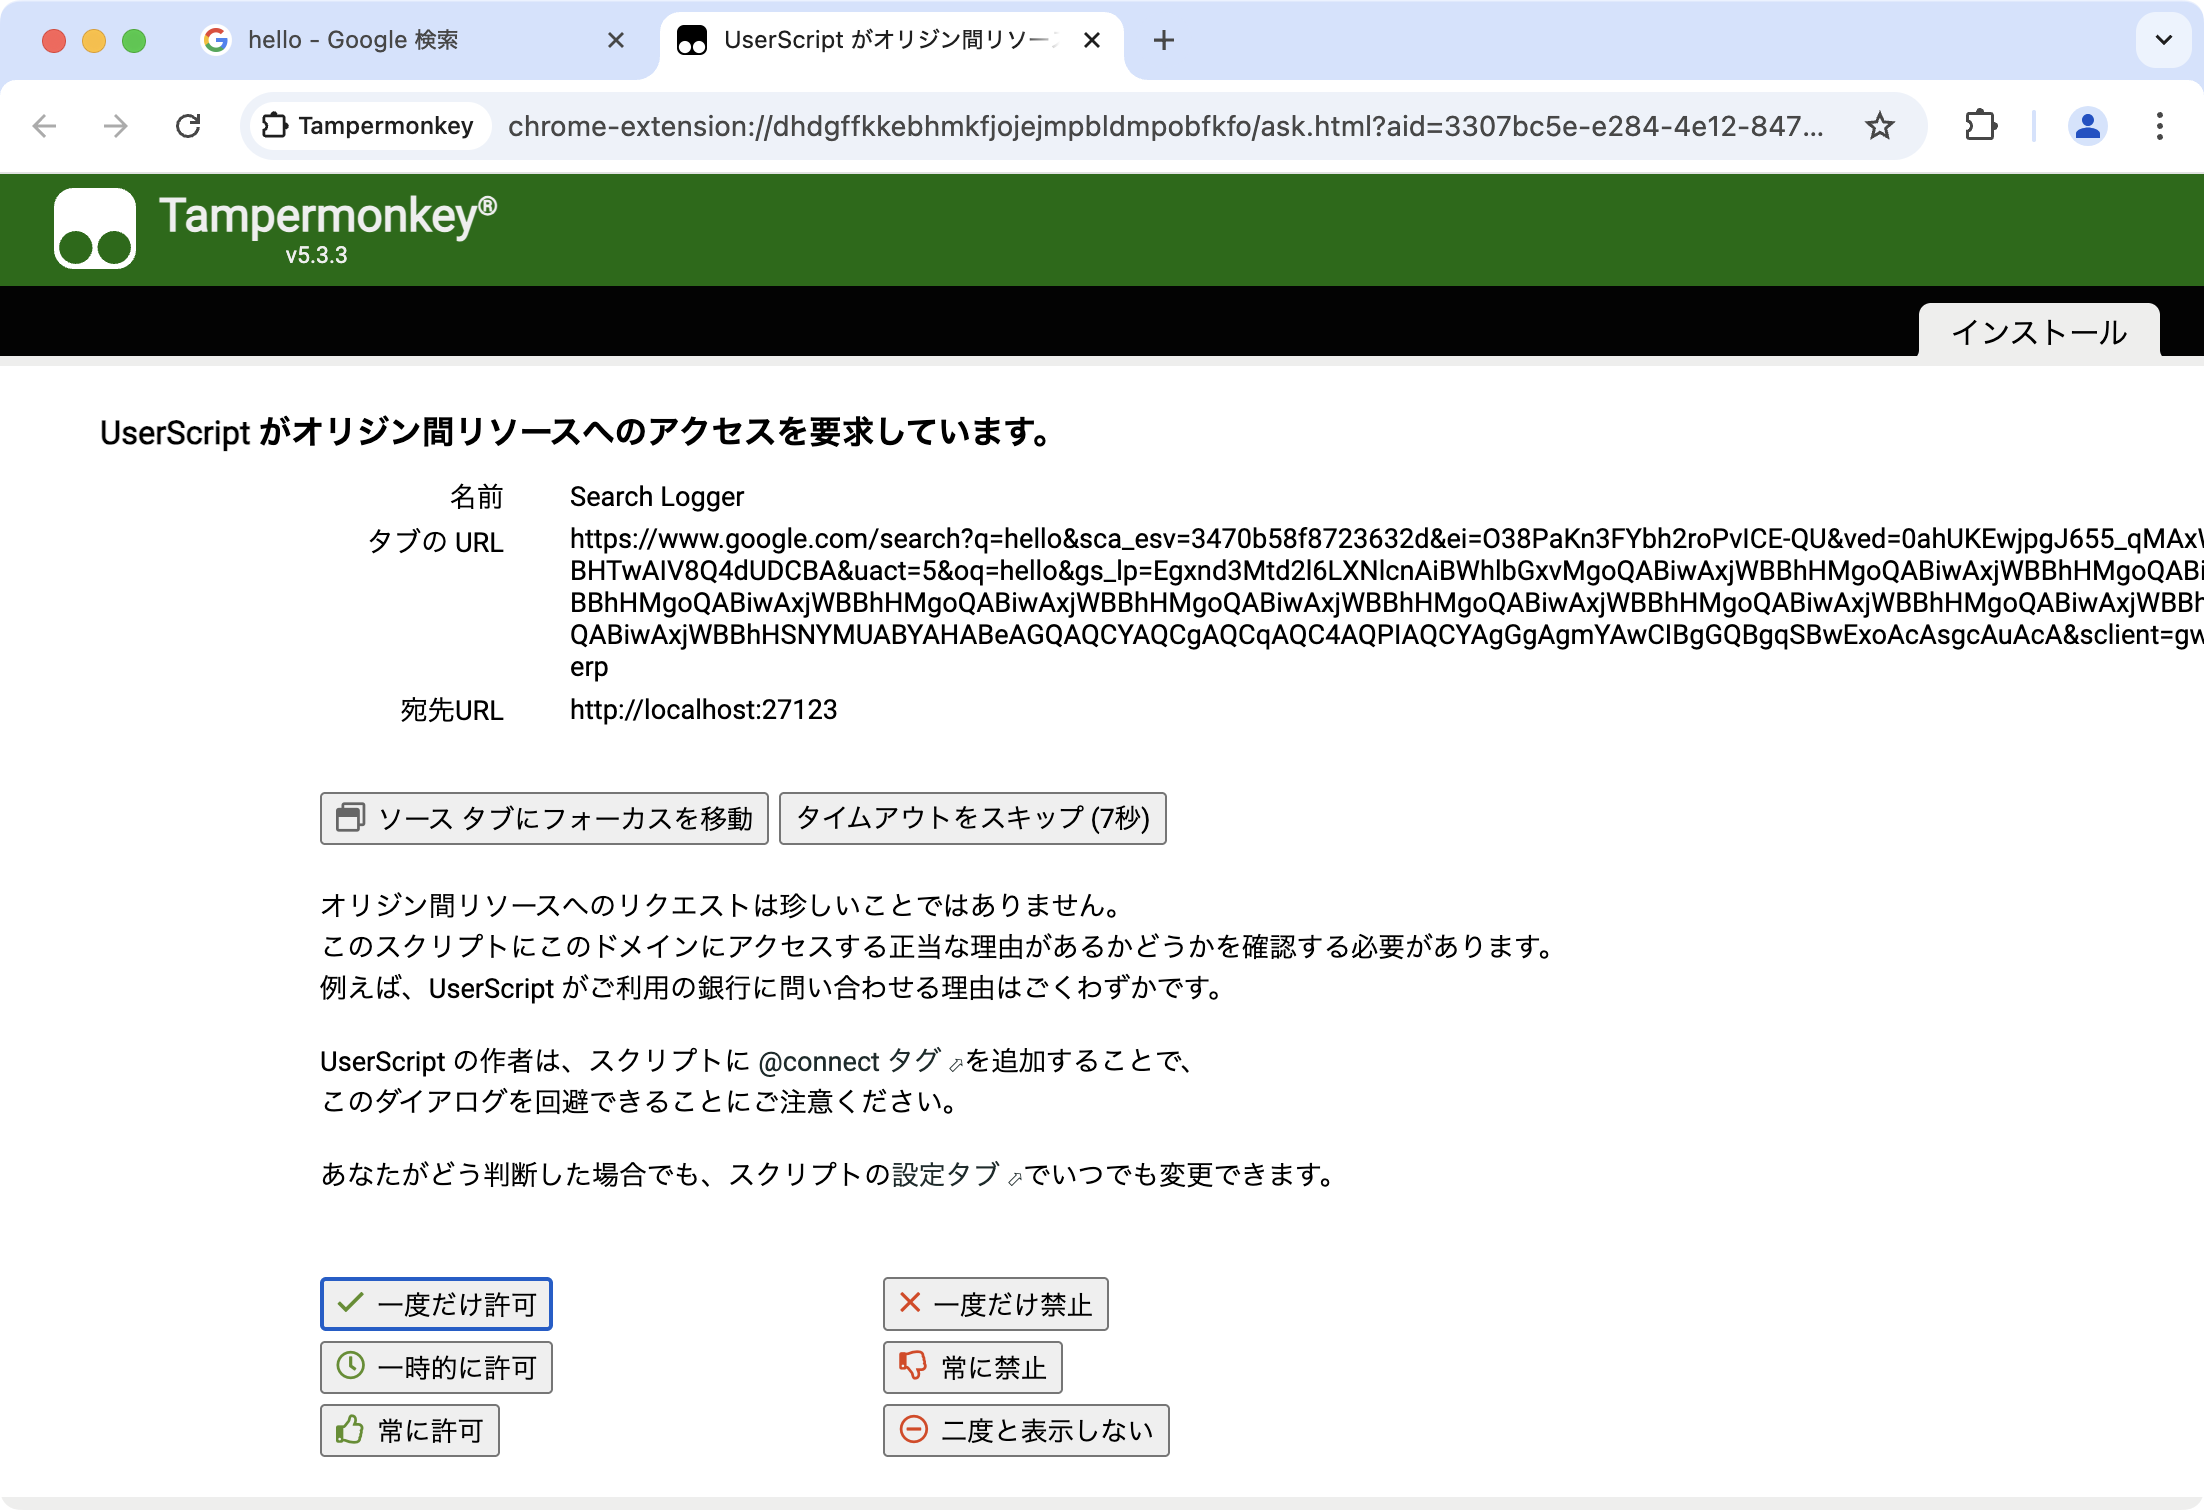 hello - Google 検索
UserScript がオリジン間リソー
Tampermonkey
chrome-extension://dhdgffkkebhmkfjojejmpbldmpobfkfo/ask.html?aid=3307bc5e-e284-4e12-847...
Tampermonkey®
v5.3.3
インストール
UserScript がオリジン間リソースへのアクセスを要求しています。
名前 Search Logger
タブの URL https://www.google.com/search?q=hello&sca_esv=3470b58f8723632d&ei=O38PaKn3FYbh2roPvICE-QU&ved=0ahUKEwjpgJ655_qMAxW
BHTwAIV8Q4dUDCBA&uact=5&oq=hello&gs_lp=Egxnd3Mtd2l6LXNlcnAiBWhlbGxvMgoQABiwAxjWBBhHMgoQABiwAxjWBBhHMgoQABi
BBhHMgoQABiwAxjWBBhHMgoQABiwAxjWBBhHMgoQABiwAxjWBBhHMgoQABiwAxjWBBhHMgoQABiwAxjWBBhHMgoQABiwAxjWBBh
QABiwAxjWBBhHSNYMUABYAHABeAGQAQCYAQCgAQCqAQC4AQPIAQCYAgGgAgmYAwCIBgGQBgqSBwExoAcAsgcAuAcA&sclient=gw
erp
宛先URL http://localhost:27123
ソース タブにフォーカスを移動 タイムアウトをスキップ (7秒)
オリジン間リソースへのリクエストは珍しいことではありません。
このスクリプトにこのドメインにアクセスする正当な理由があるかどうかを確認する必要があります。
例えば、UserScript がご利用の銀行に問い合わせる理由はごくわずかです。
UserScript の作者は、スクリプトに @connect タグ を追加することで、
このダイアログを回避できることにご注意ください。
あなたがどう判断した場合でも、スクリプトの設定タブ でいつでも変更できます。
一度だけ許可 一度だけ禁止
一時的に許可 常に禁止
常に許可 二度と表示しない